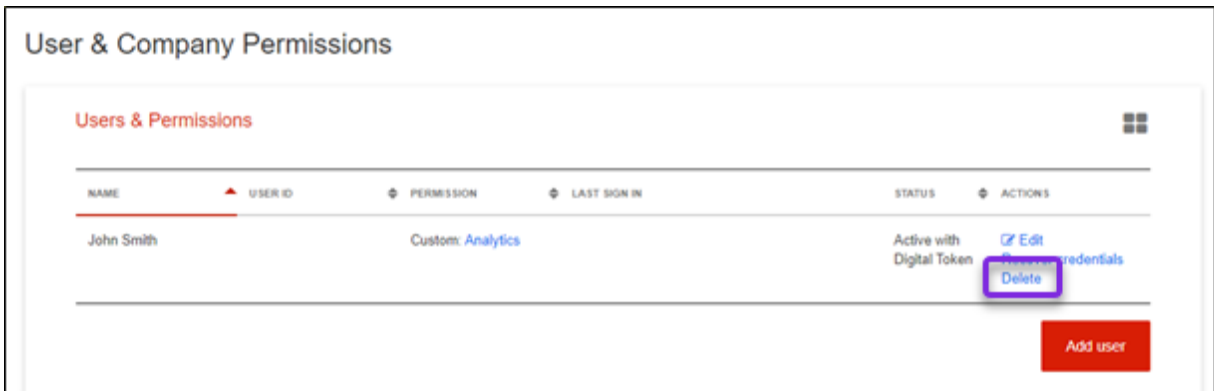 User & Company Permissions
Users & Permissions
NAME USER ID PERMISSION LAST SIGN IN STATUS ACTIONS
John Smith Custom: Analytics Active with Edit
Digital Token Recover credentials
Delete
Add user